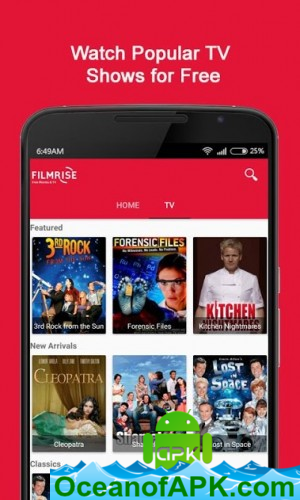 Watch Popular TV
Shows for Free
6:49AM
25%
FILMRISE
Free Movies & TV
HOME
TV
Featured
3RD ROCK
FROM THE SUN
FORENSIC FILES
KITCHEN
NIGHTMARES
3rd Rock from the Sun
Forensic Files
Kitchen Nightmares
New Arrivals
CLEOPATRA
LOST
IN
SPACE
Cleopatra
Sha
Lost in Space
Classics
apk
OceanofAPK.com